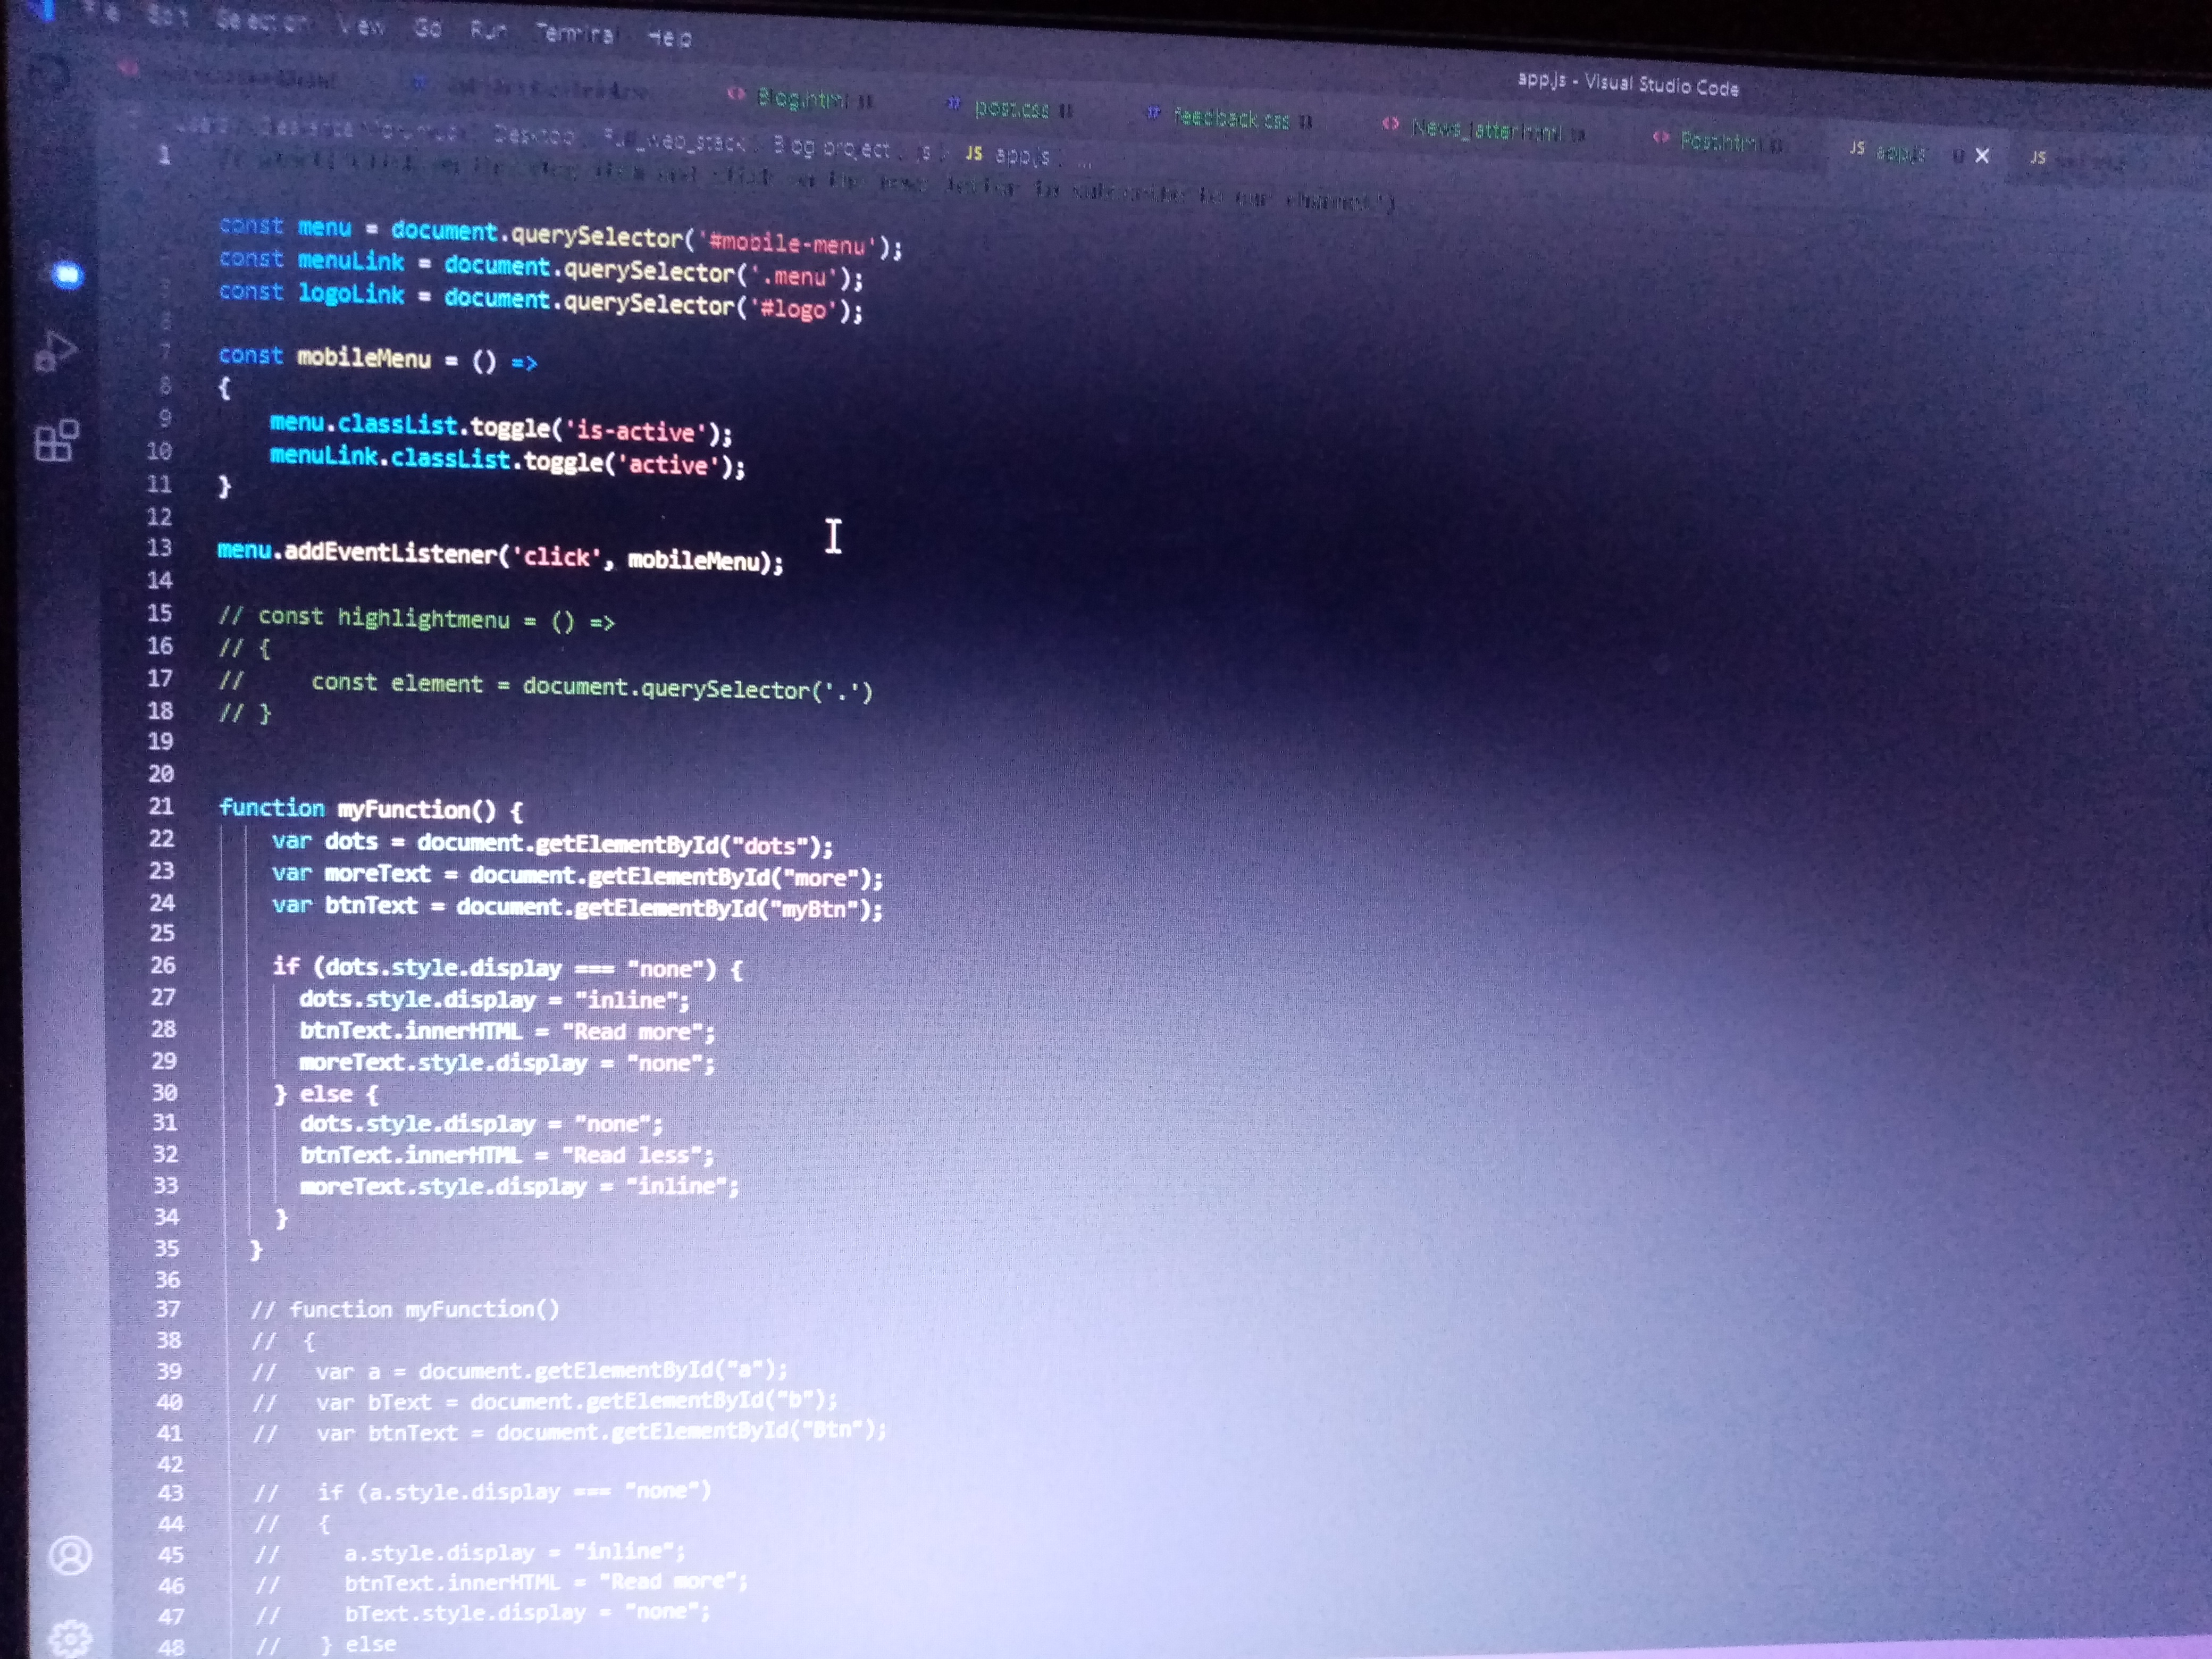 File Edit Selection View Go Run Terminal Help
app.js - Visual Studio Code
Blog.html post.css feedback.css News_latter.html Post.html JS app.js JS
Desktop Blog project js JS app.js ...
1
const menu = document.querySelector('#mobile-menu');
const menuLink = document.querySelector('.menu');
const logoLink = document.querySelector('#logo');
6
7 const mobileMenu = () =>
8 {
9 menu.classList.toggle('is-active');
10 menuLink.classList.toggle('active');
11 }
12
13 menu.addEventListener('click', mobileMenu);
14
15 // const highlightmenu = () =>
16 // {
17 // const element = document.querySelector('.')
18 // }
19
20
21 function myFunction() {
22 var dots = document.getElementById("dots");
23 var moreText = document.getElementById("more");
24 var btnText = document.getElementById("myBtn");
25
26 if (dots.style.display === "none") {
27 dots.style.display = "inline";
28 btnText.innerHTML = "Read more";
29 moreText.style.display = "none";
30 } else {
31 dots.style.display = "none";
32 btnText.innerHTML = "Read less";
33 moreText.style.display = "inline";
34 }
35 }
36
37 // function myFunction()
38 // {
39 // var a = document.getElementById("a");
40 // var bText = document.getElementById("b");
41 // var btnText = document.getElementById("Btn");
42
43 // if (a.style.display === "none")
44 // {
45 // a.style.display = "inline";
46 // btnText.innerHTML = "Read more";
47 // bText.style.display = "none";
48 // } else